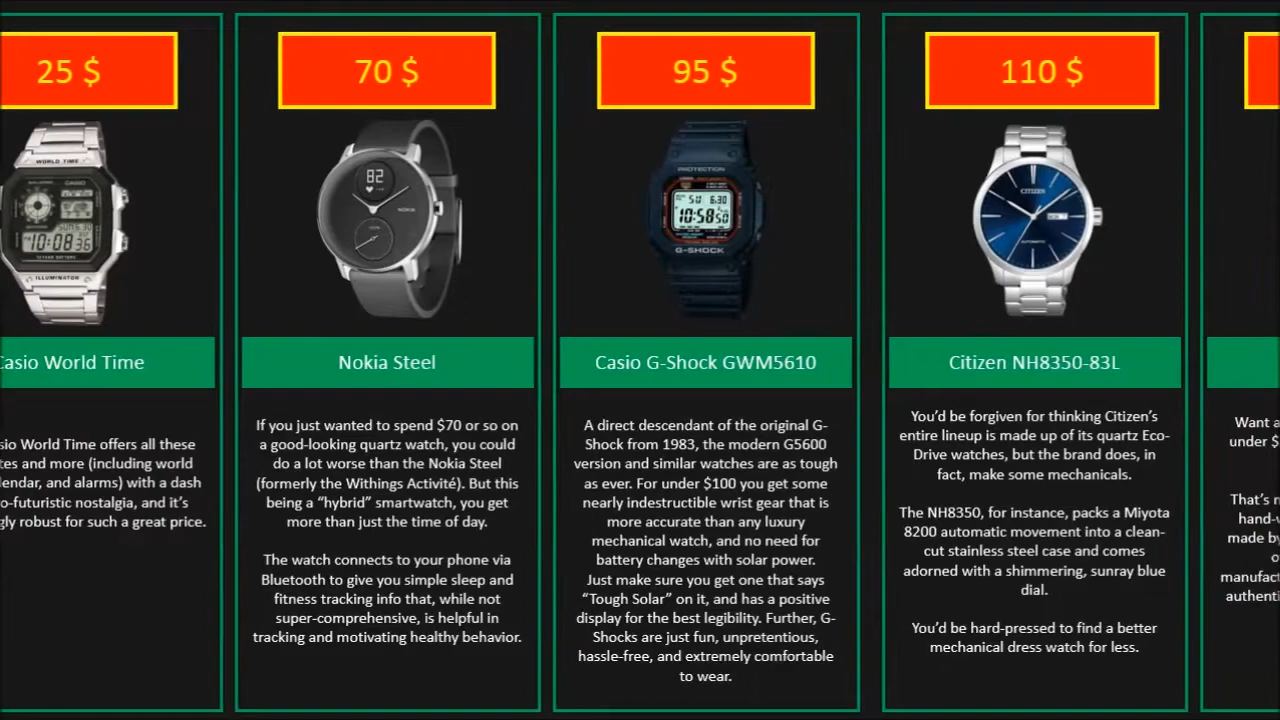 25 $
WORLD TIME
CASIO
10:08 36
10 YEAR BATTERY
ILLUMINATOR
Casio World Time
sio World Time offers all these
tes and more (including world
lendar, and alarms) with a dash
o-futuristic nostalgia, and it’s
gly robust for such a great price.
70 $
82
NOKIA
Nokia Steel
If you just wanted to spend $70 or so on
a good-looking quartz watch, you could
do a lot worse than the Nokia Steel
(formerly the Withings Activité). But this
being a “hybrid” smartwatch, you get
more than just the time of day.
The watch connects to your phone via
Bluetooth to give you simple sleep and
fitness tracking info that, while not
super-comprehensive, is helpful in
tracking and motivating healthy behavior.
95 $
PROTECTION
SU 6.30
10:58 50
G-SHOCK
Casio G-Shock GWM5610
A direct descendant of the original G-
Shock from 1983, the modern G5600
version and similar watches are as tough
as ever. For under $100 you get some
nearly indestructible wrist gear that is
more accurate than any luxury
mechanical watch, and no need for
battery changes with solar power.
Just make sure you get one that says
“Tough Solar” on it, and has a positive
display for the best legibility. Further, G-
Shocks are just fun, unpretentious,
hassle-free, and extremely comfortable
to wear.
110 $
CITIZEN
AUTOMATIC
Citizen NH8350-83L
You’d be forgiven for thinking Citizen’s
entire lineup is made up of its quartz Eco-
Drive watches, but the brand does, in
fact, make some mechanicals.
The NH8350, for instance, packs a Miyota
8200 automatic movement into a clean-
cut stainless steel case and comes
adorned with a shimmering, sunray blue
dial.
You’d be hard-pressed to find a better
mechanical dress watch for less.
Want a
under $
That’s n
hand-v
made by
o
manufact
authenti